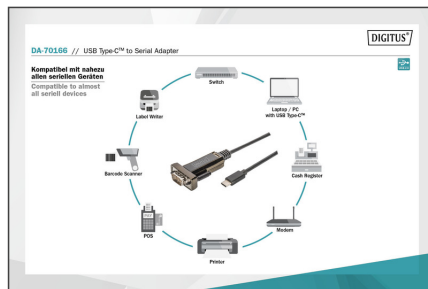 DIGITUS®
DA-70166 // USB Type-C™ to Serial Adapter
Kompatibel mit nahezu
allen seriellen Geräten
Compatible to almost
all seriell devices
Switch
Laptop / PC
with USB Type-C™
Cash Register
Modem
Printer
POS
Barcode Scanner
Label Writer